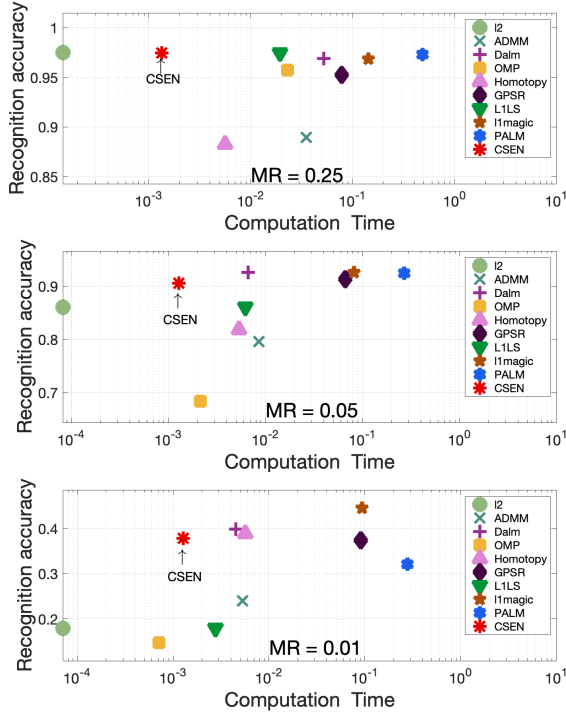 1
0.95
0.9
0.85
Recognition accuracy
CSEN
MR = 0.25
10-3 10-2 10-1 100 101
Computation Time
l2
ADMM
Dalm
OMP
Homotopy
GPSR
L1LS
l1magic
PALM
CSEN
0.9
0.8
0.7
Recognition accuracy
CSEN
MR = 0.05
10-4 10-3 10-2 10-1 100 101
Computation Time
l2
ADMM
Dalm
OMP
Homotopy
GPSR
L1LS
l1magic
PALM
CSEN
0.4
0.3
0.2
Recognition accuracy
CSEN
MR = 0.01
10-4 10-3 10-2 10-1 100 101
Computation Time
l2
ADMM
Dalm
OMP
Homotopy
GPSR
L1LS
l1magic
PALM
CSEN